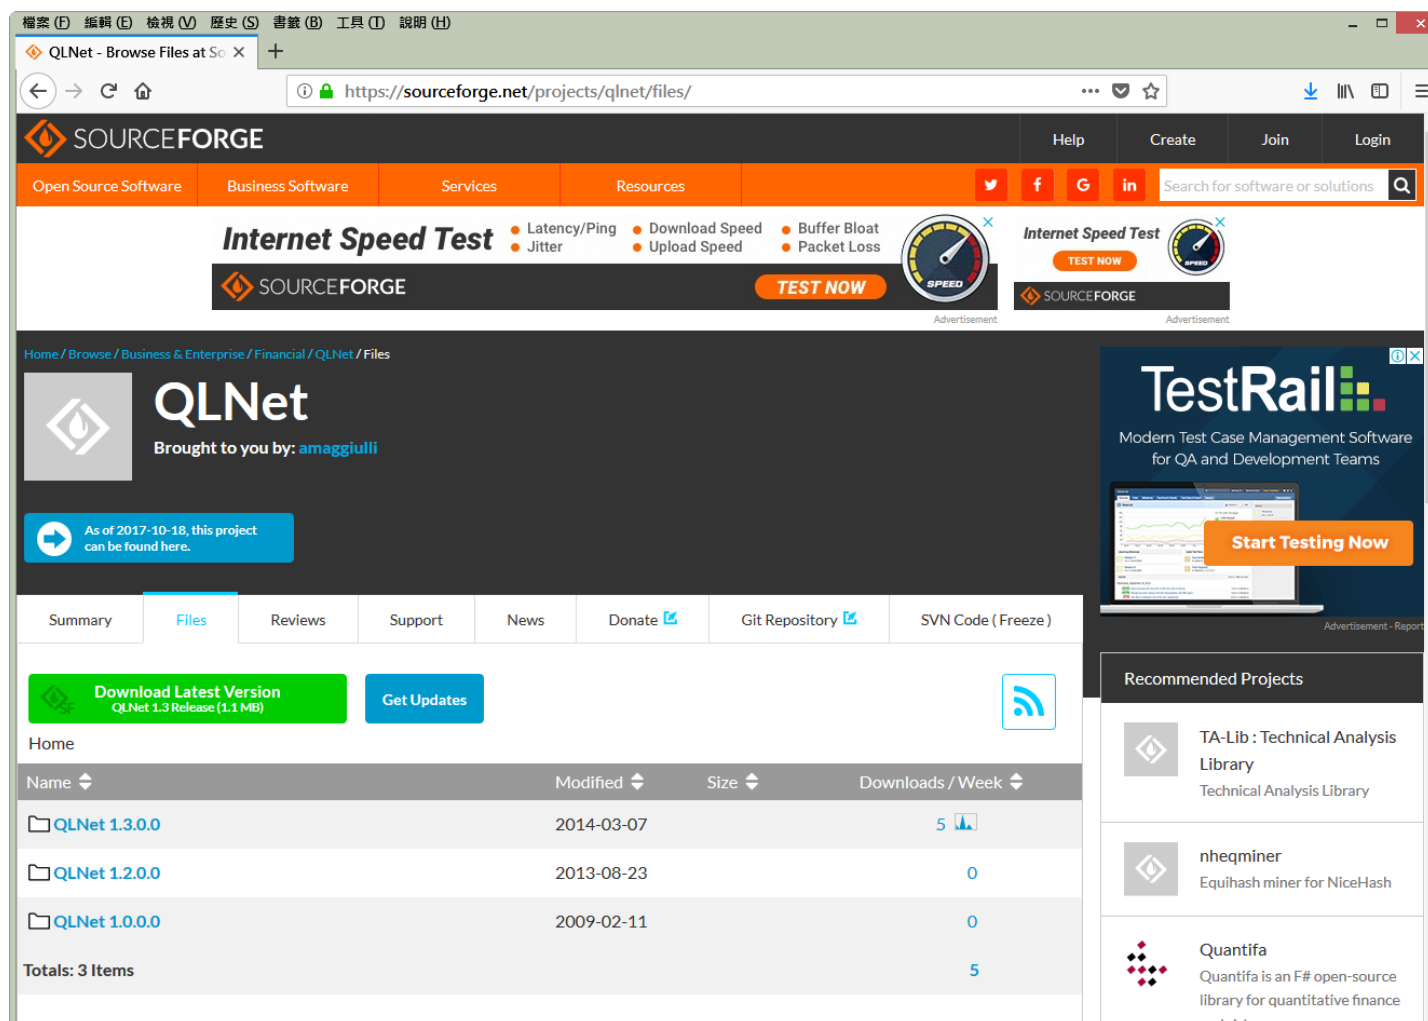 檔案 (F) 編輯 (E) 檢視 (V) 歷史 (S) 書籤 (B) 工具 (T) 說明 (H)
QLNet - Browse Files at So
https://sourceforge.net/projects/qlnet/files/
SOURCEFORGE
Help Create Join Login
Open Source Software Business Software Services Resources
Search for software or solutions
Internet Speed Test
Latency/Ping Download Speed Buffer Bloat
Jitter Upload Speed Packet Loss
SPEED
SOURCEFORGE
TEST NOW
Advertisement
Internet Speed Test
TEST NOW
SPEED
SOURCEFORGE
Advertisement
Home / Browse / Business & Enterprise / Financial / QLNet / Files
QLNet
Brought to you by: amaggiulli
As of 2017-10-18, this project
can be found here.
TestRail
Modern Test Case Management Software
for QA and Development Teams
Start Testing Now
Advertisement - Report
Summary Files Reviews Support News Donate Git Repository SVN Code ( Freeze )
Download Latest Version
QLNet 1.3 Release (1.1 MB)
Get Updates
Home
Name Modified Size Downloads / Week
QLNet 1.3.0.0 2014-03-07 5
QLNet 1.2.0.0 2013-08-23 0
QLNet 1.0.0.0 2009-02-11 0
Totals: 3 Items 5
Recommended Projects
TA-Lib : Technical Analysis
Library
Technical Analysis Library
nheqminer
Equihash miner for NiceHash
Quantifa
Quantifa is an F# open-source
library for quantitative finance